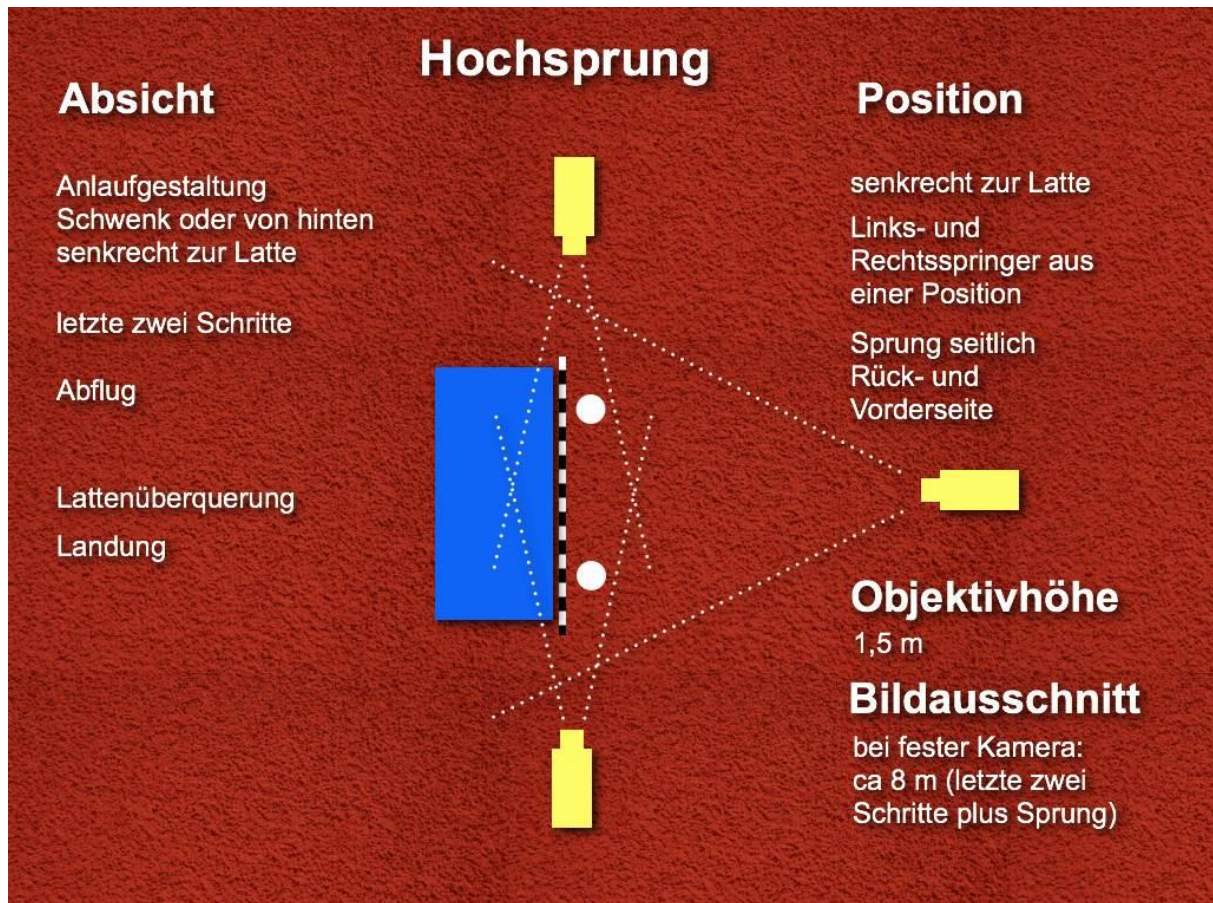 Hochsprung
Absicht
Anlaufgestaltung
Schwenk oder von hinten
senkrecht zur Latte
letzte zwei Schritte
Abflug
Lattenüberquerung
Landung
Position
senkrecht zur Latte
Links- und
Rechtsspringer aus
einer Position
Sprung seitlich
Rück- und
Vorderseite
Objektivhöhe
1,5 m
Bildausschnitt
bei fester Kamera:
ca 8 m (letzte zwei
Schritte plus Sprung)